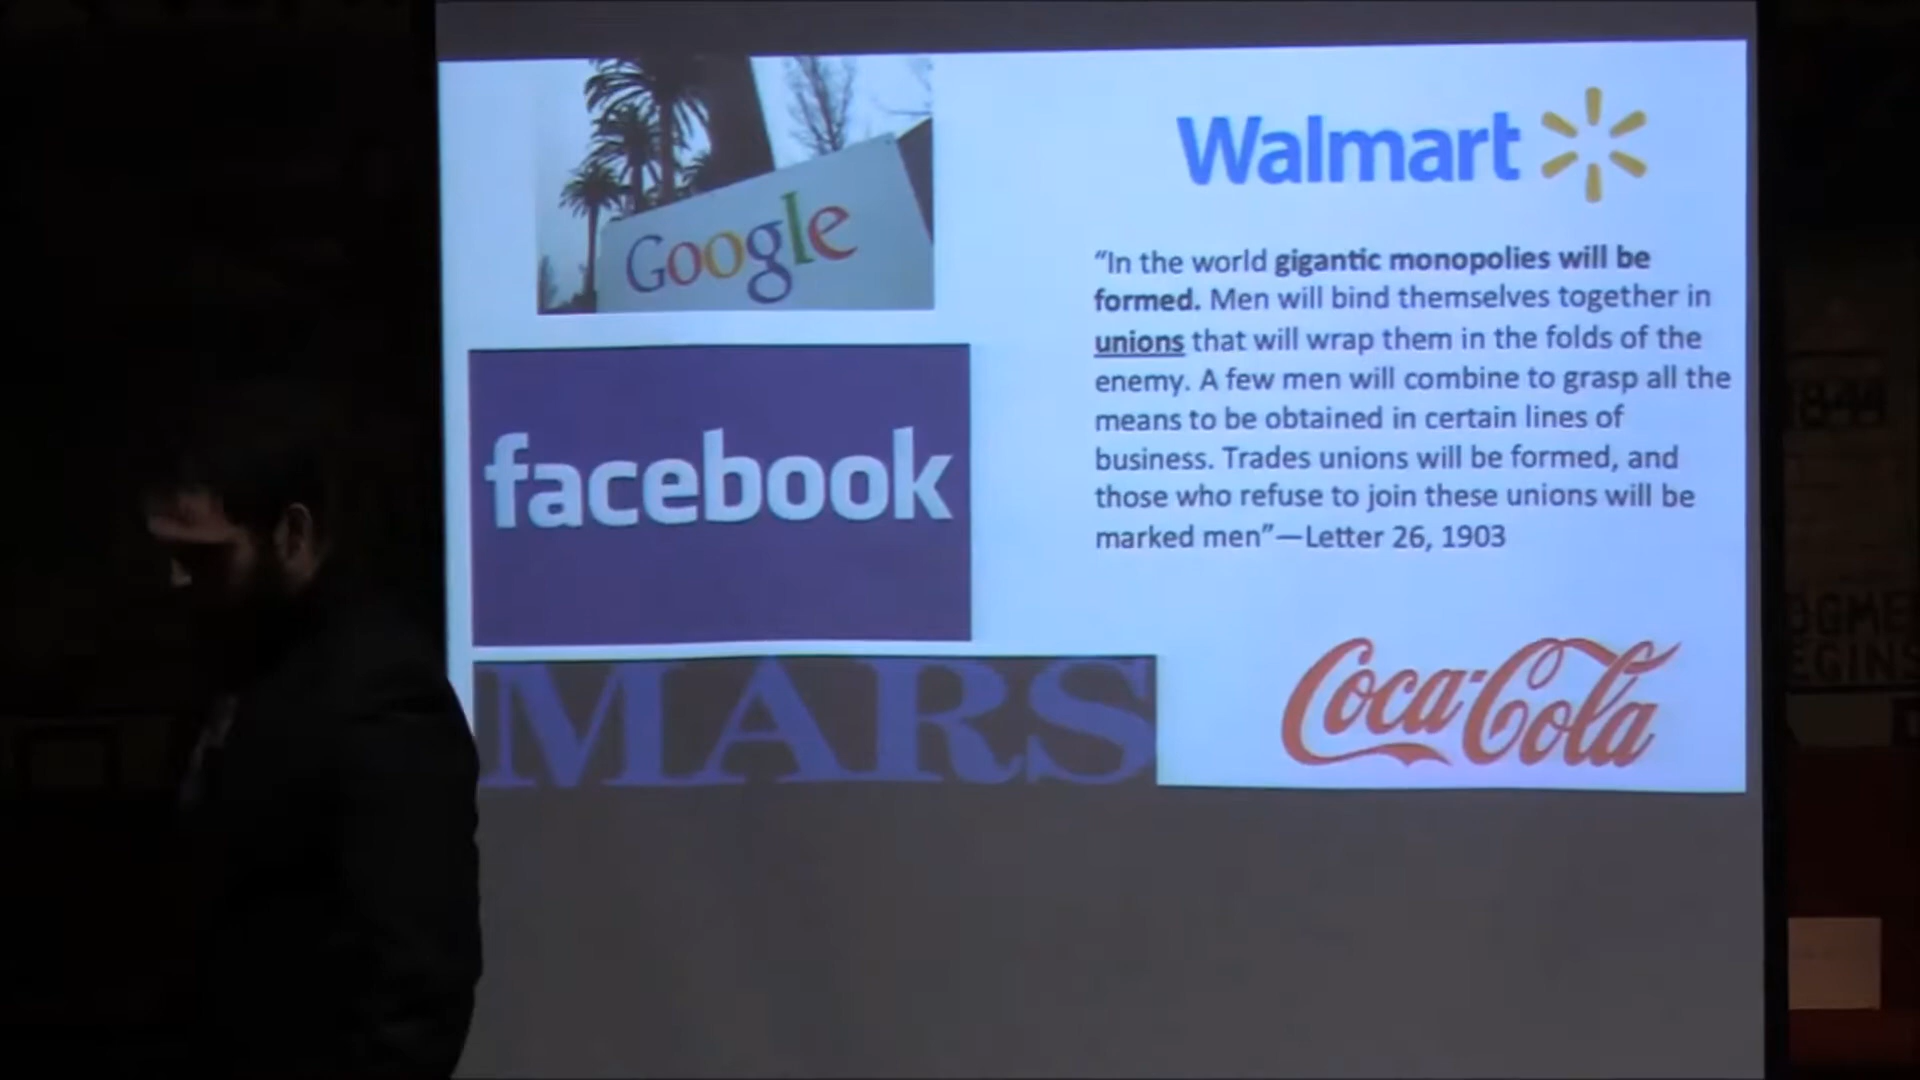 Google
facebook
MARS
Walmart
“In the world gigantic monopolies will be
formed. Men will bind themselves together in
unions that will wrap them in the folds of the
enemy. A few men will combine to grasp all the
means to be obtained in certain lines of
business. Trades unions will be formed, and
those who refuse to join these unions will be
marked men”—Letter 26, 1903
Coca-Cola
1844